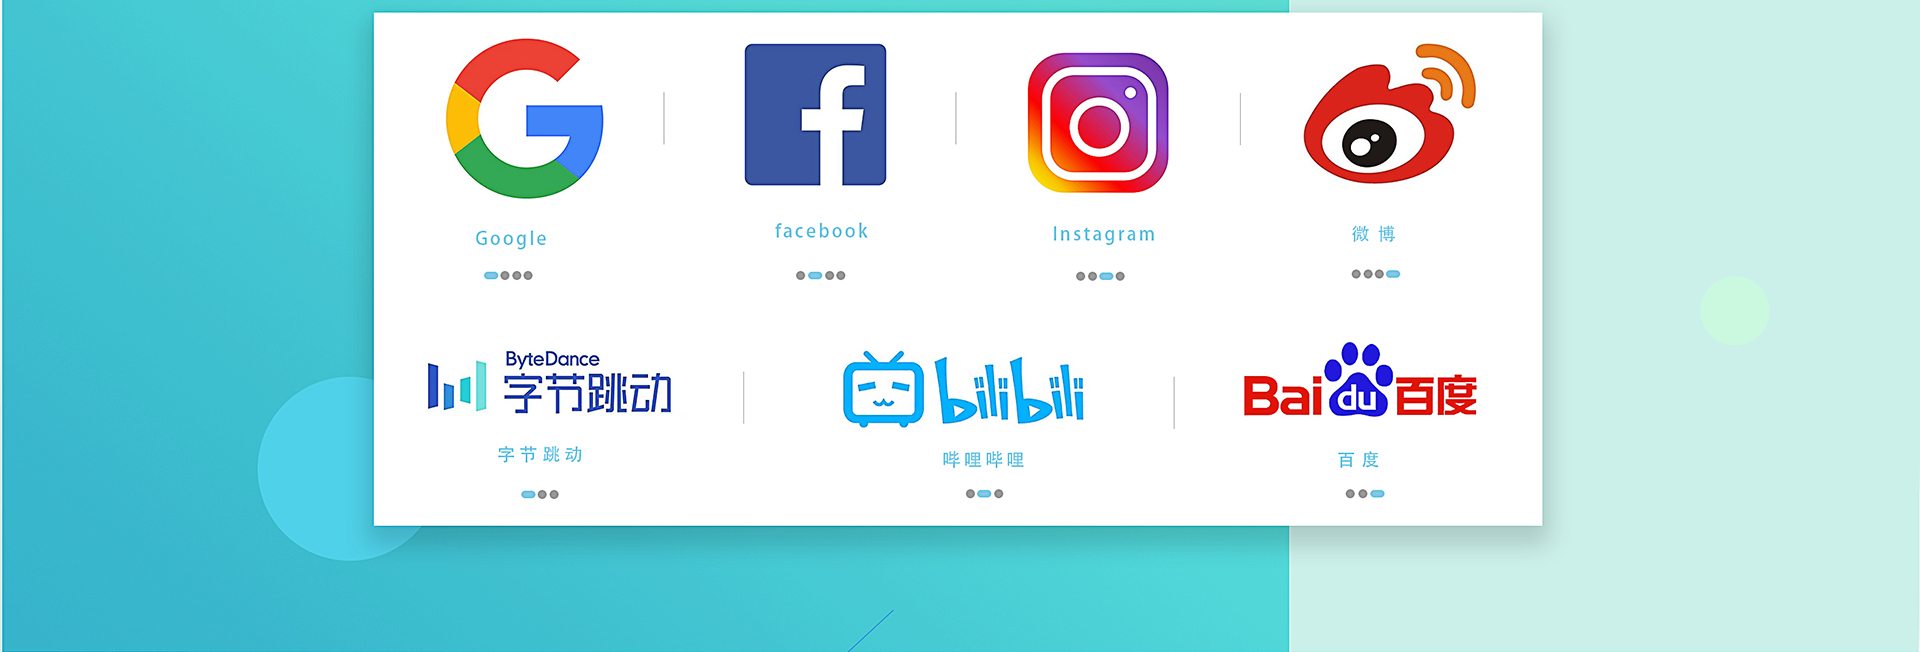 Google
facebook
Instagram
微博
ByteDance
字节跳动
bilibili
Bai du 百度
字节跳动
哔哩哔哩
百度